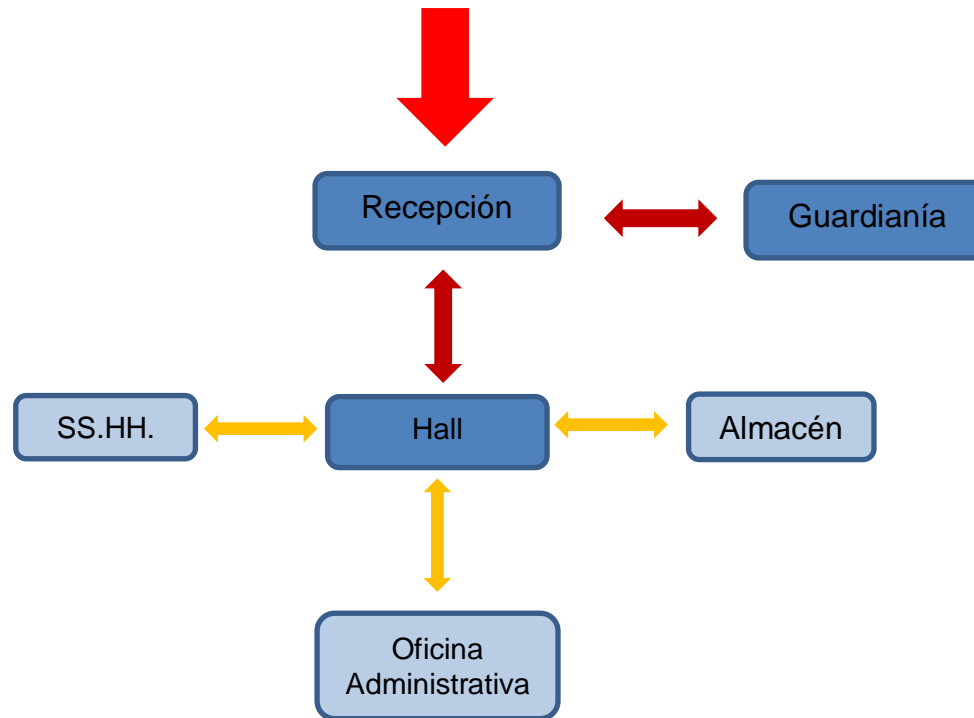 Recepción
Guardianía
SS.HH.
Hall
Almacén
Oficina
Administrativa